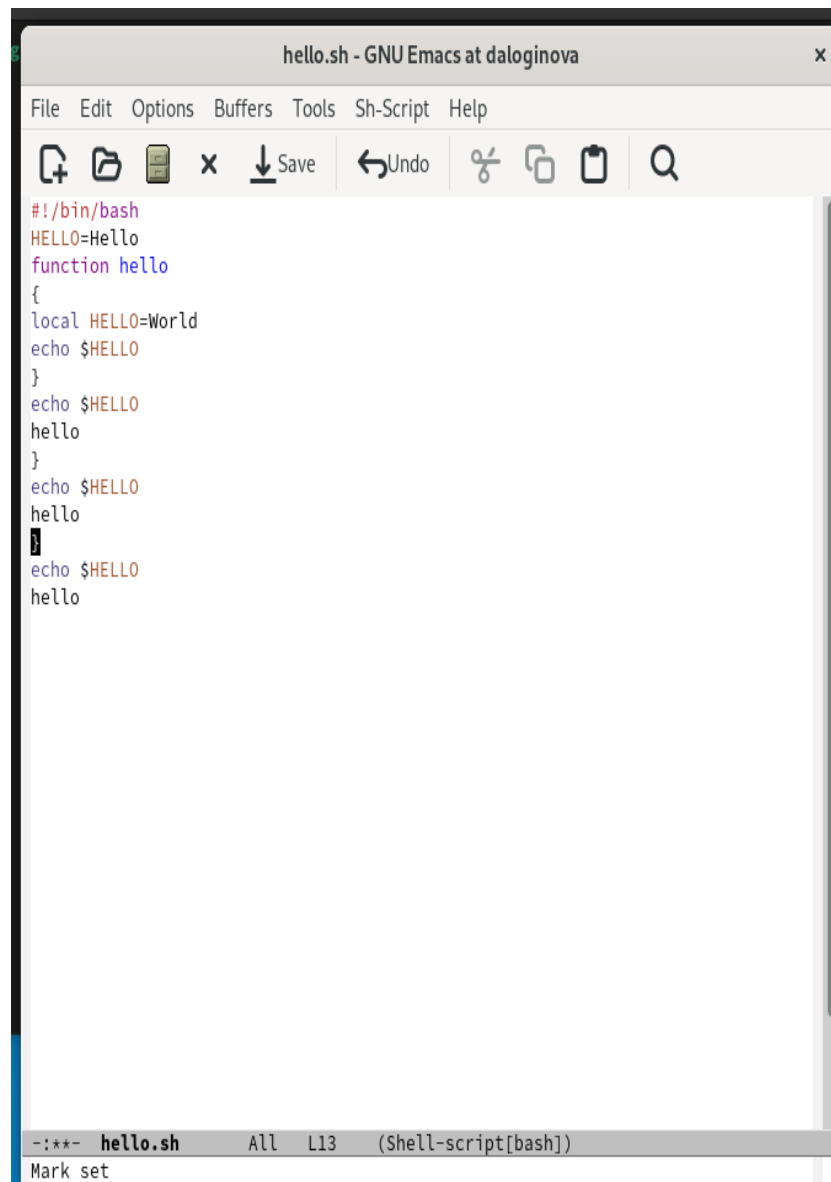 g
hello.sh - GNU Emacs at daloginova
File Edit Options Buffers Tools Sh-Script Help
Save Undo
#!/bin/bash
HELLO=Hello
function hello
{
local HELLO=World
echo $HELLO
}
echo $HELLO
hello
}
echo $HELLO
hello
}
echo $HELLO
hello
-:**- hello.sh All L13 (Shell-script[bash])
Mark set